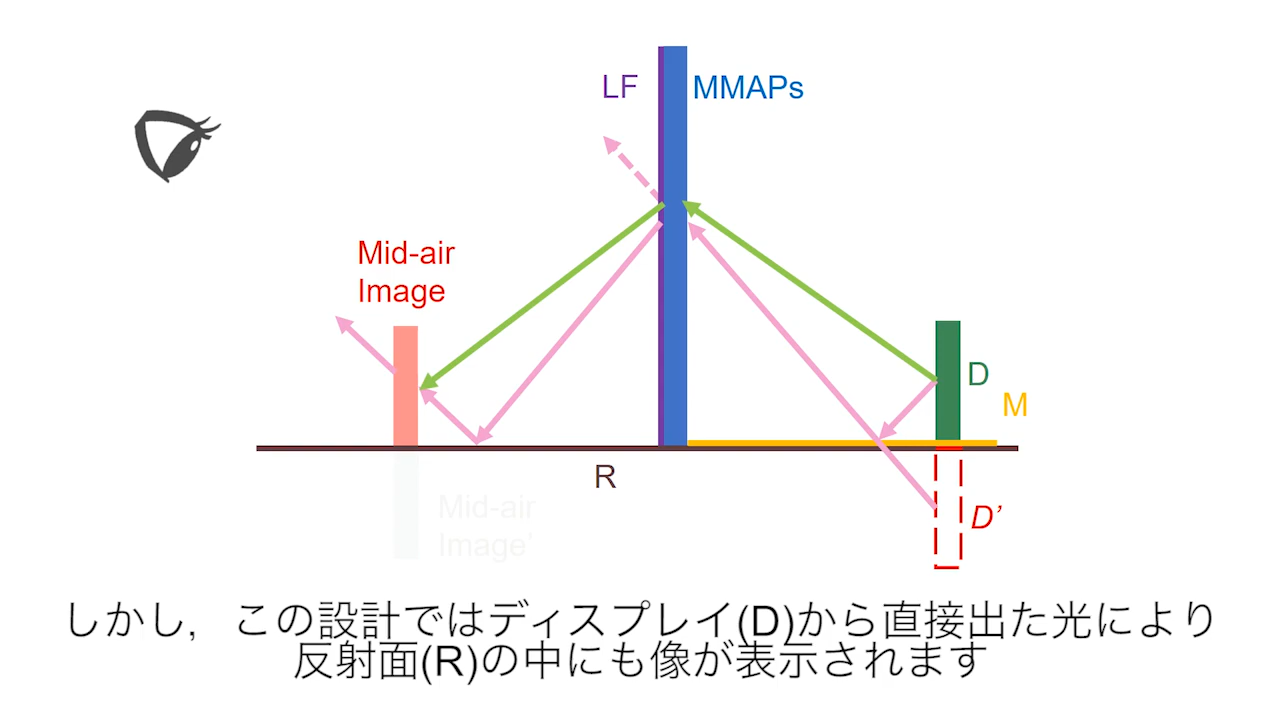 LF
MMAPs
Mid-air
Image
D
M
R
Mid-air
Image'
D’
しかし，この設計ではディスプレイ(D)から直接出た光により
反射面(R)の中にも像が表示されます